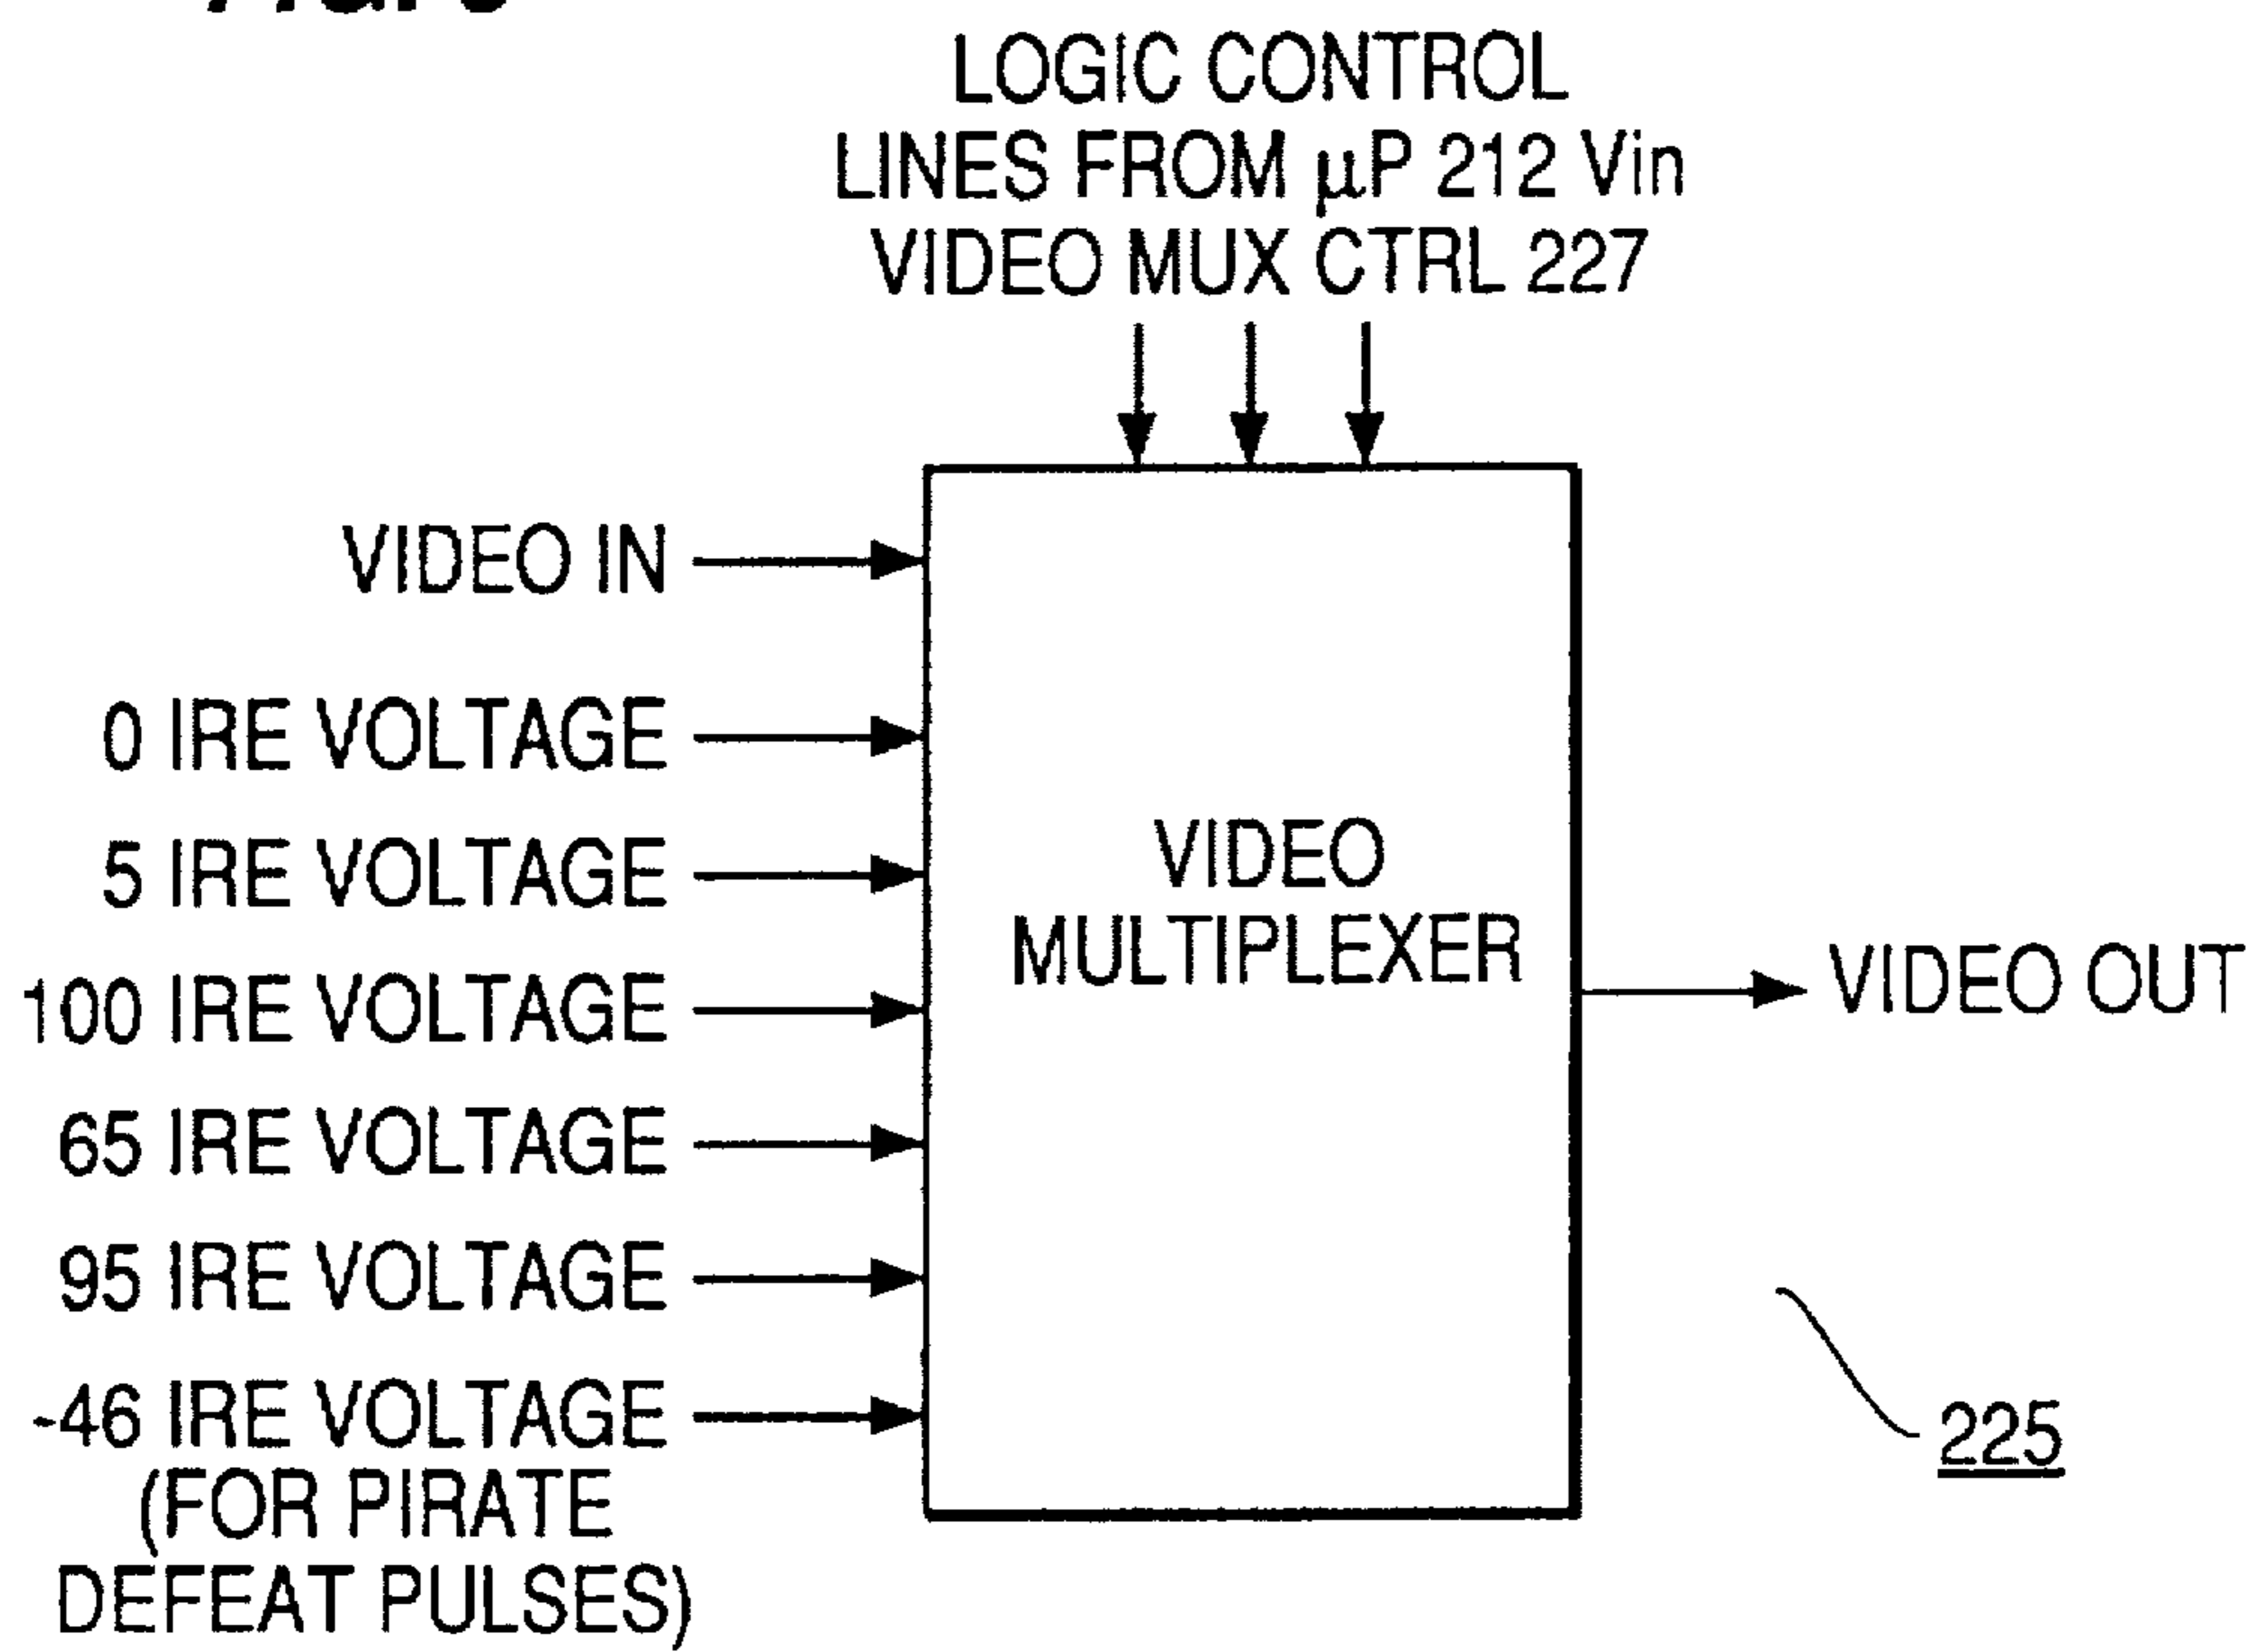 LOGIC CONTROL
LINES FROM µP 212 Vin
VIDEO MUX CTRL 227
VIDEO IN
0 IRE VOLTAGE
5 IRE VOLTAGE
100 IRE VOLTAGE
65 IRE VOLTAGE
95 IRE VOLTAGE
-46 IRE VOLTAGE
(FOR PIRATE
DEFEAT PULSES)
VIDEO
MULTIPLEXER
VIDEO OUT
225